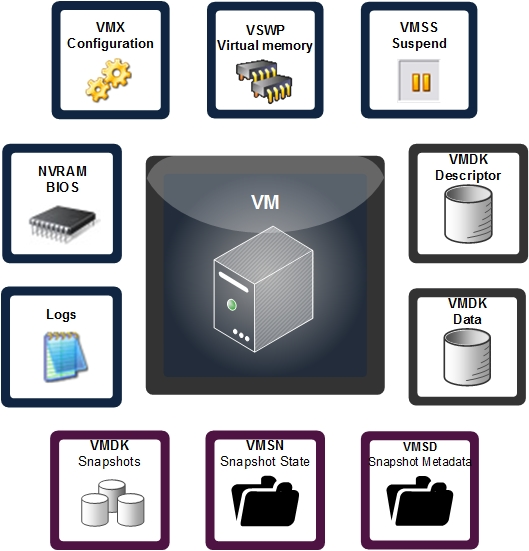 VMX
Configuration
VSWP
Virtual memory
VMSS
Suspend
NVRAM
BIOS
VM
VMDK
Descriptor
Logs
VMDK
Data
VMDK
Snapshots
VMSN
Snapshot State
VMSD
Snapshot Metadata